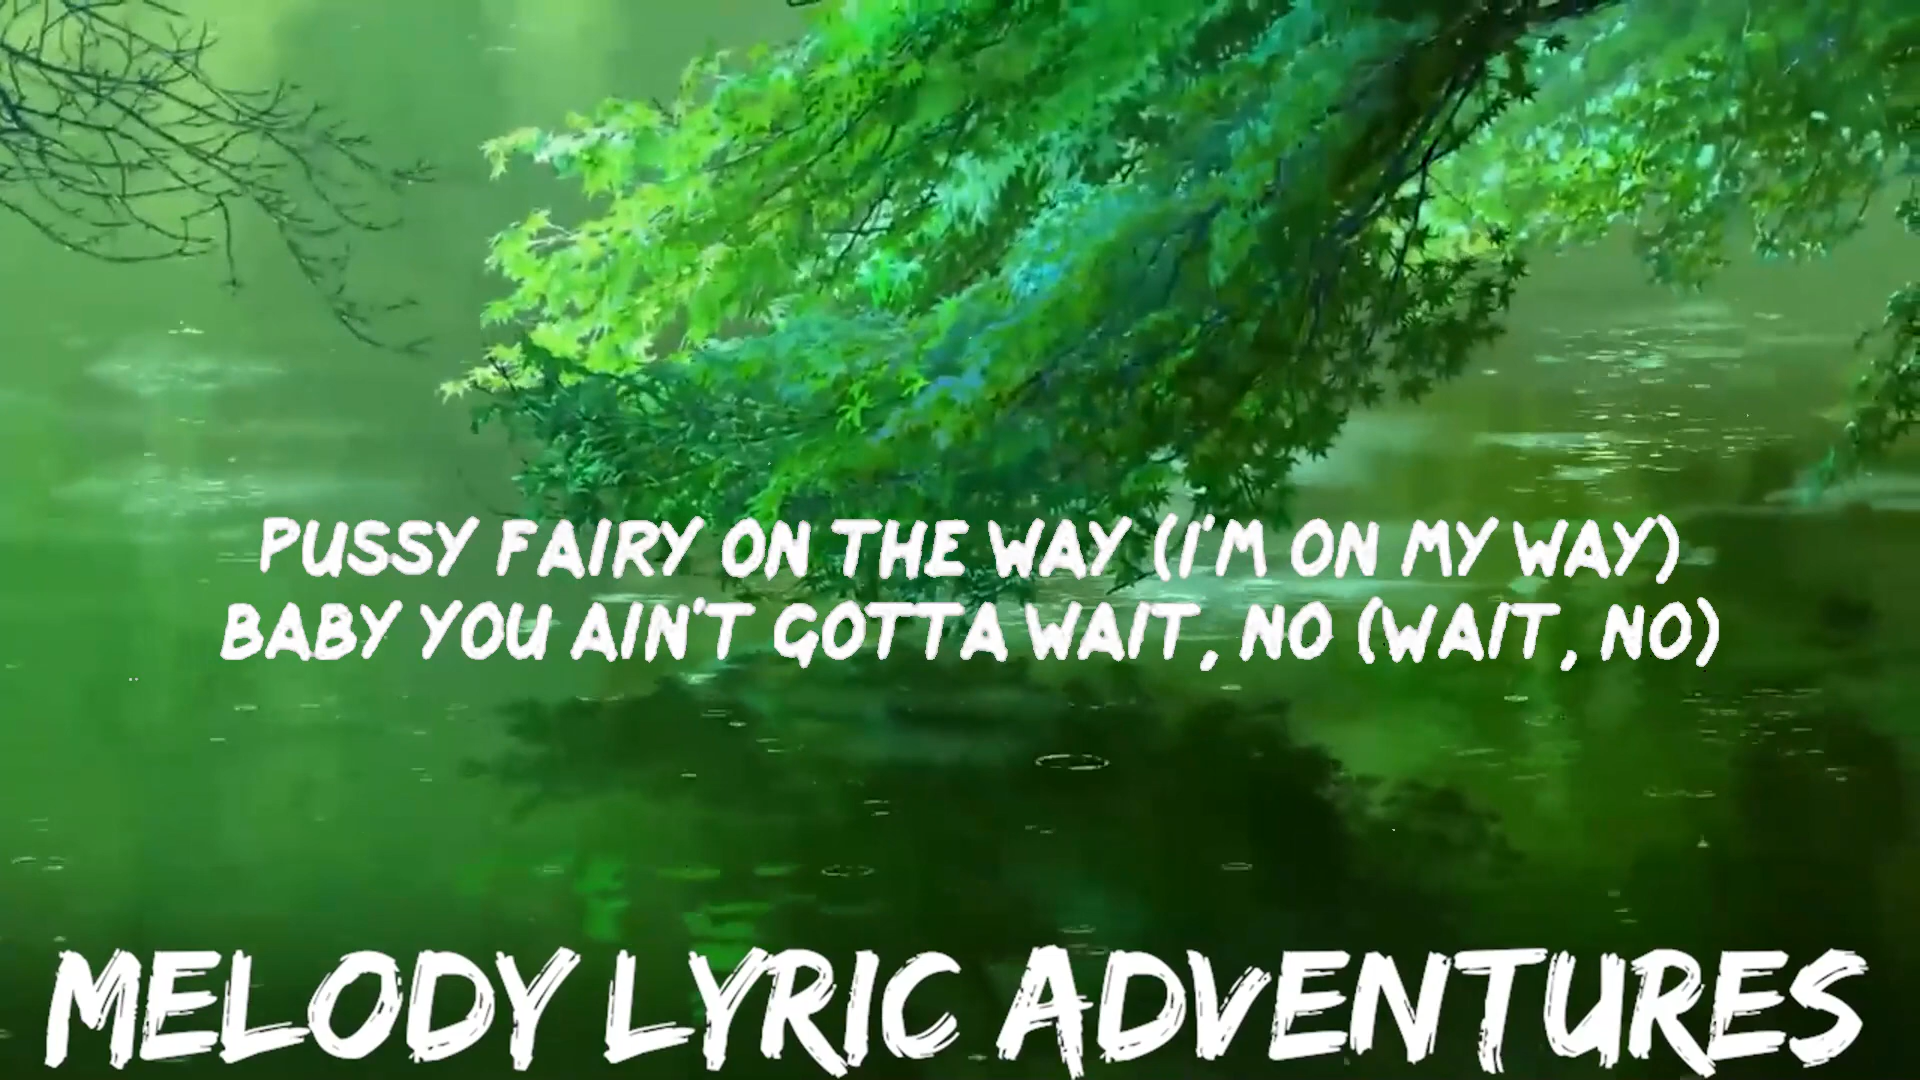 PUSSY FAIRY ON THE WAY (I'M ON MY WAY)
BABY YOU AIN'T GOTTA WAIT, NO (WAIT, NO)
MELODY LYRIC ADVENTURES